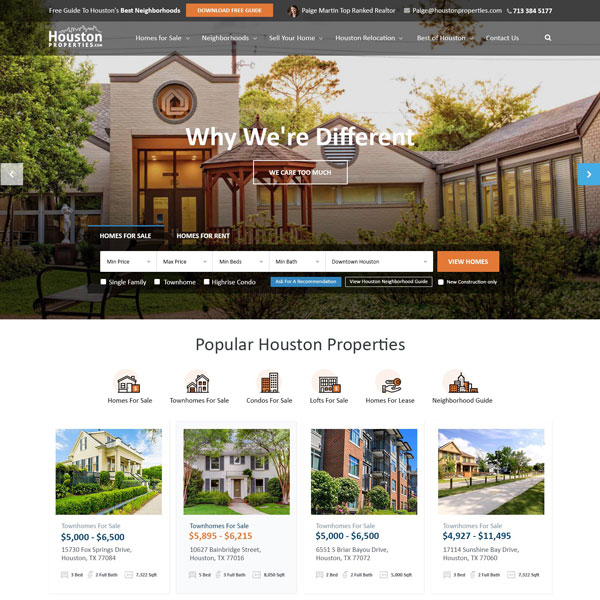 Free Guide To Houston's Best Neighborhoods
DOWNLOAD FREE GUIDE
Paige Martin Top Ranked Realtor
Paige@houstonproperties.com
713 384 5177
Houston
PROPERTIES.com
Homes for Sale
Neighborhoods
Sell Your Home
Houston Relocation
Best of Houston
Contact Us
Why We're Different
WE CARE TOO MUCH
HOMES FOR SALE
HOMES FOR RENT
Min Price
Max Price
Min Beds
Min Bath
Downtown Houston
VIEW HOMES
Single Family
Townhome
Highrise Condo
Ask For A Recommendation
View Houston Neighborhood Guide
New Construction only
Popular Houston Properties
Homes For Sale
Townhomes For Sale
Condos For Sale
Lofts For Sale
Homes For Lease
Neighborhood Guide
Townhomes For Sale
$5,000 - $6,500
15730 Fox Springs Drive,
Houston, TX 77084
3 Bed
2 Full Bath
7,322 Sqft
Townhomes For Sale
$5,895 - $6,215
10627 Bainbridge Street,
Houston, TX 77016
5 Bed
3 Full Bath
8,050 Sqft
Townhomes For Sale
$5,000 - $6,500
6551 S Briar Bayou Drive,
Houston, TX 77072
2 Bed
2 Full Bath
5,000 Sqft
Townhomes For Sale
$4,927 - $11,495
17114 Sunshine Bay Drive,
Houston, TX 77060
3 Bed
2 Full Bath
7,322 Sqft